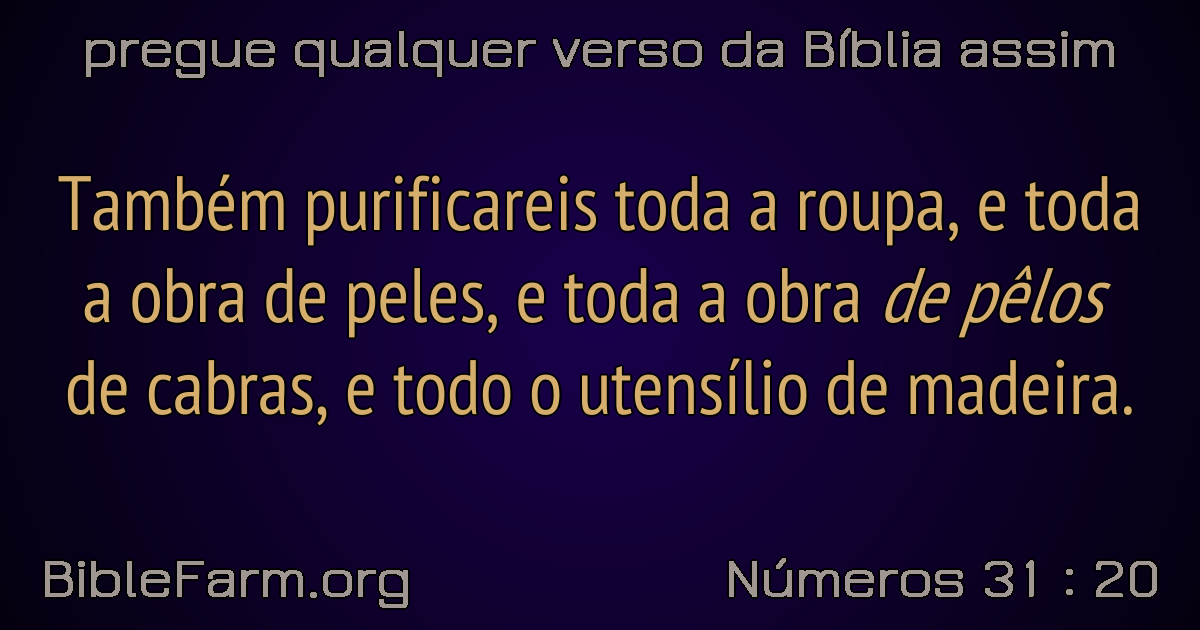 pregue qualquer verso da Bíblia assim
Também purificareis toda a roupa, e toda
a obra de peles, e toda a obra de pêlos
de cabras, e todo o utensílio de madeira.
BibleFarm.org
Números 31 : 20